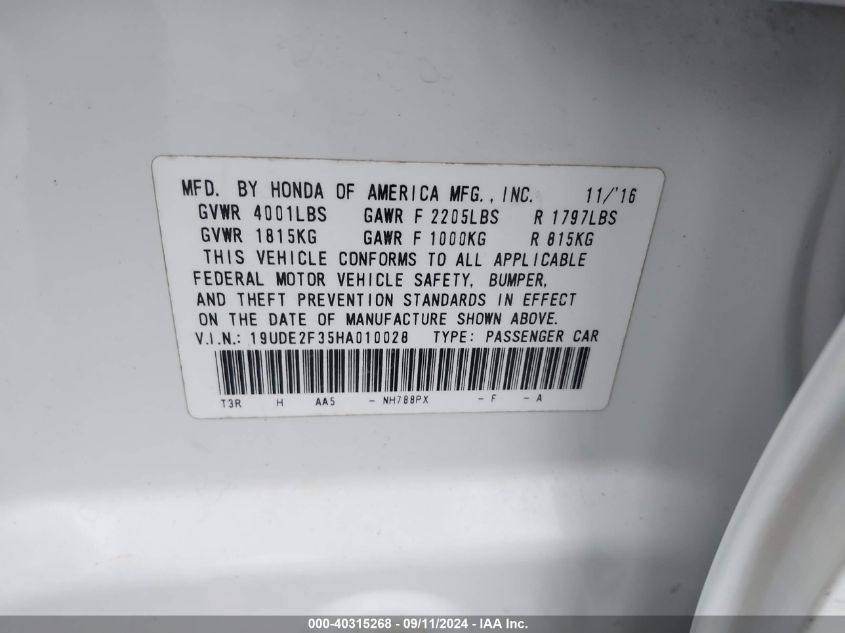 MFD. BY HONDA OF AMERICA MFG., INC. 11/'16
GVWR 4001LBS GAWR F 2205LBS R 1797LBS
GVWR 1815KG GAWR F 1000KG R 815KG
THIS VEHICLE CONFORMS TO ALL APPLICABLE
FEDERAL MOTOR VEHICLE SAFETY, BUMPER,
AND THEFT PREVENTION STANDARDS IN EFFECT
ON THE DATE OF MANUFACTURE SHOWN ABOVE.
V.I.N.: 19UDE2F35HA010028 TYPE: PASSENGER CAR
T3R H AA5 - NH788PX - F - A
000-40315268 - 09/11/2024 - IAA Inc.